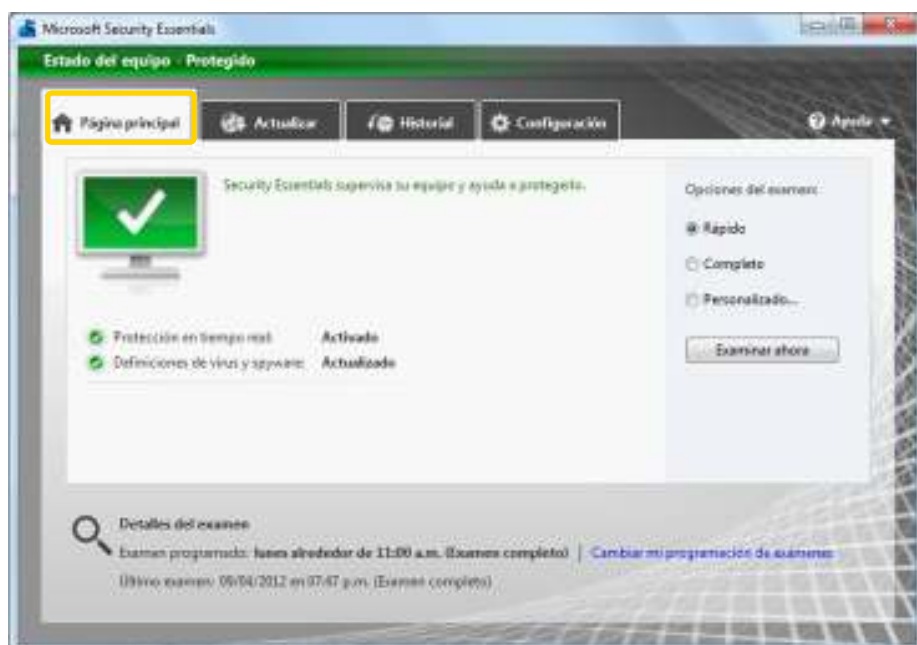 Microsoft Security Essentials
Estado del equipo - Protegido
Página principal
Actualizar
Historial
Configuración
Ayuda
Security Essentials supervisa su equipo y ayuda a protegerlo.
Opciones del examen:
Rápido
Completo
Personalizado...
Examinar ahora
Protección en tiempo real: Activado
Definiciones de virus y spyware: Actualizado
Detalles del examen
Examen programado: lunes alrededor de 11:00 a.m. (Examen completo) | Cambiar mi programación de exámenes
Último examen: 09/04/2012 en 07:47 p.m. (Examen completo)